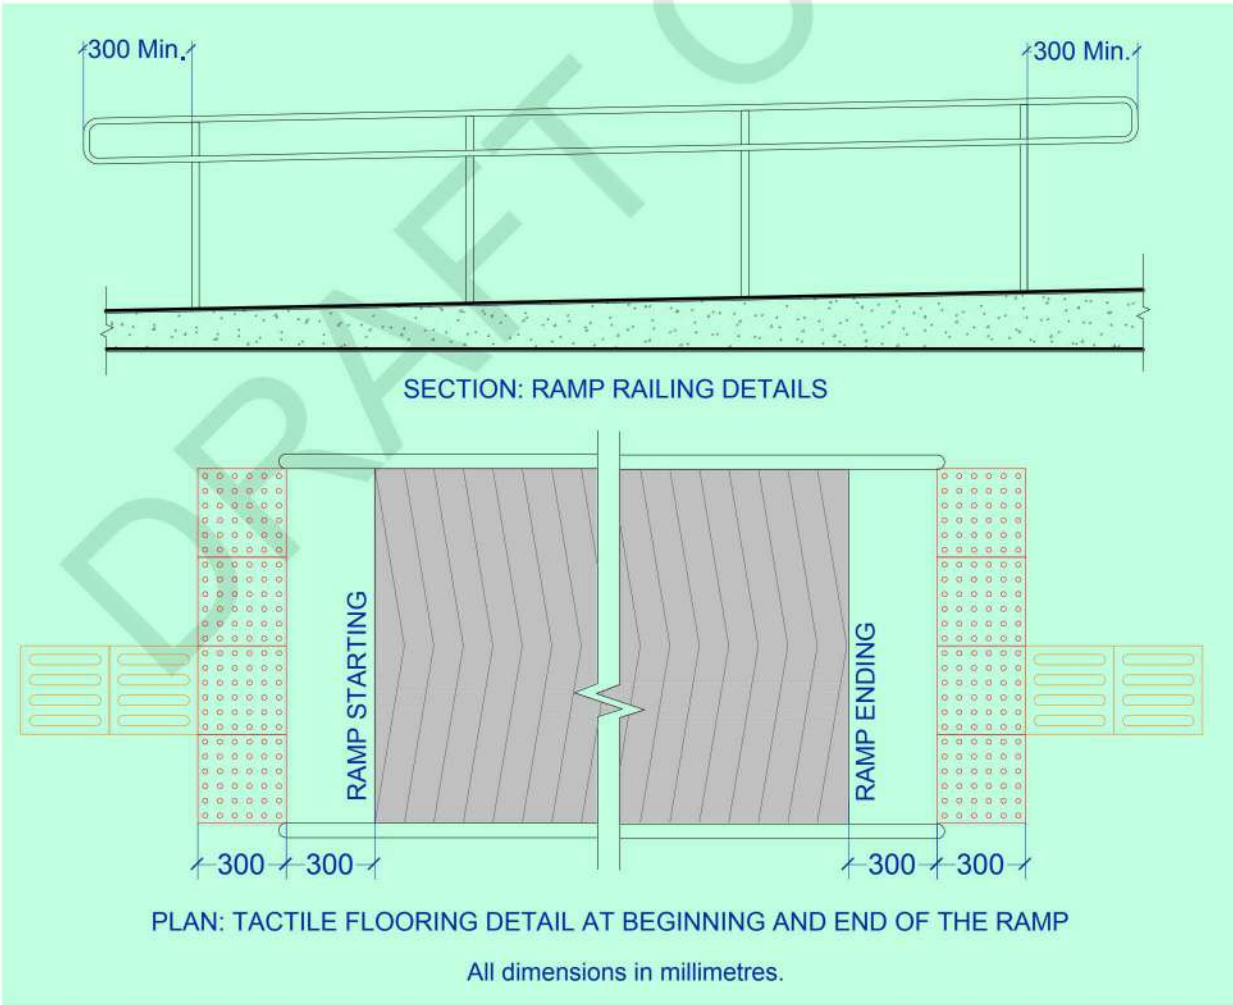 300 Min.
300 Min.
SECTION: RAMP RAILING DETAILS
RAMP STARTING
RAMP ENDING
300
300
300
300
PLAN: TACTILE FLOORING DETAIL AT BEGINNING AND END OF THE RAMP
All dimensions in millimetres.
DRAFT O